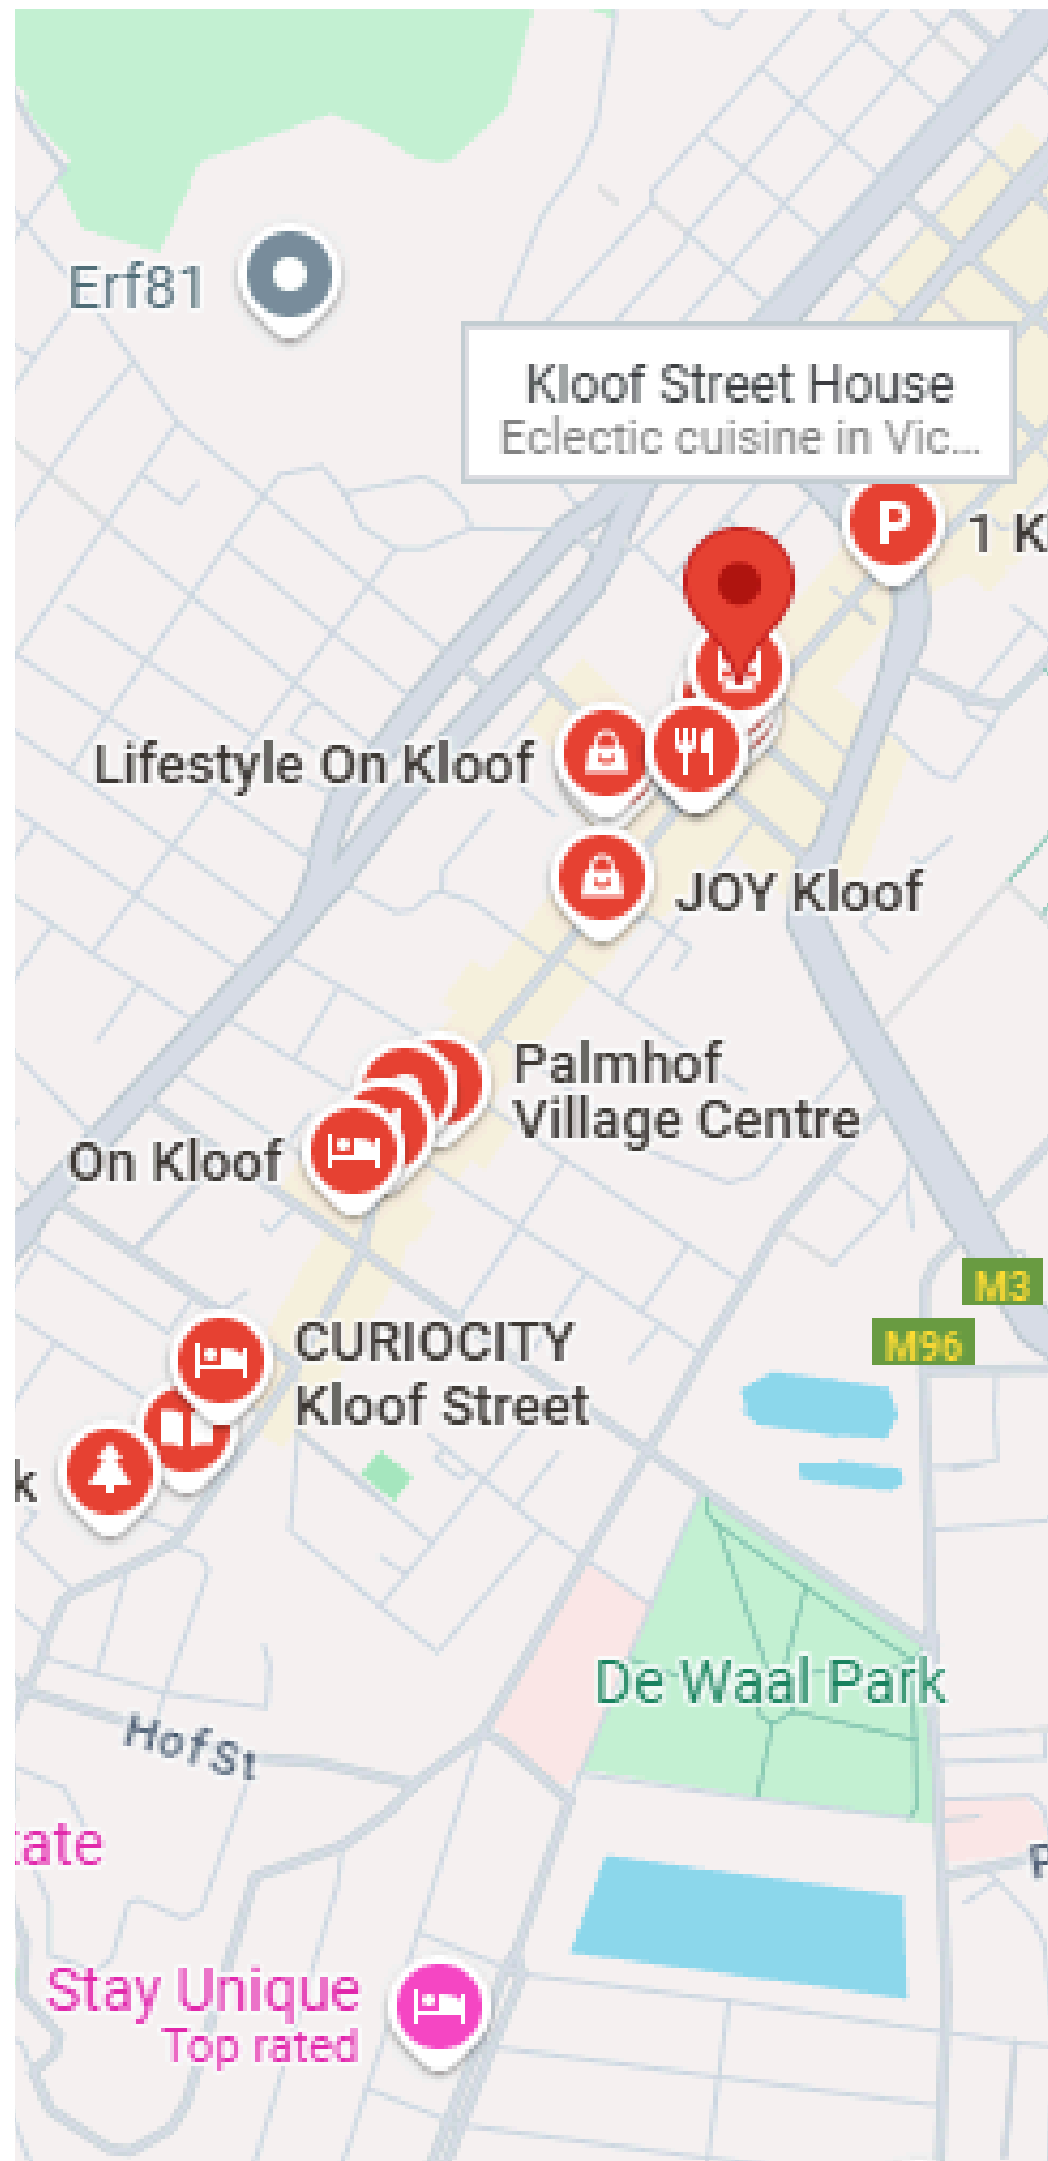 Erf81
Kloof Street House
Eclectic cuisine in Vic...
P
1 K
Lifestyle On Kloof
JOY Kloof
Palmhof
Village Centre
On Kloof
M3
M96
CURIOCITY
Kloof Street
k
De Waal Park
Hof St
tate
P
Stay Unique
Top rated